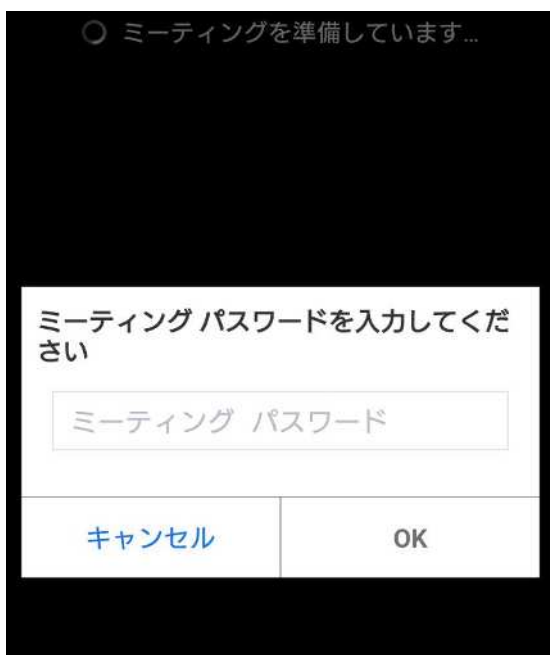 ミーティングを準備しています...
ミーティング パスワードを入力してくだ
さい
ミーティング パスワード
キャンセル
OK